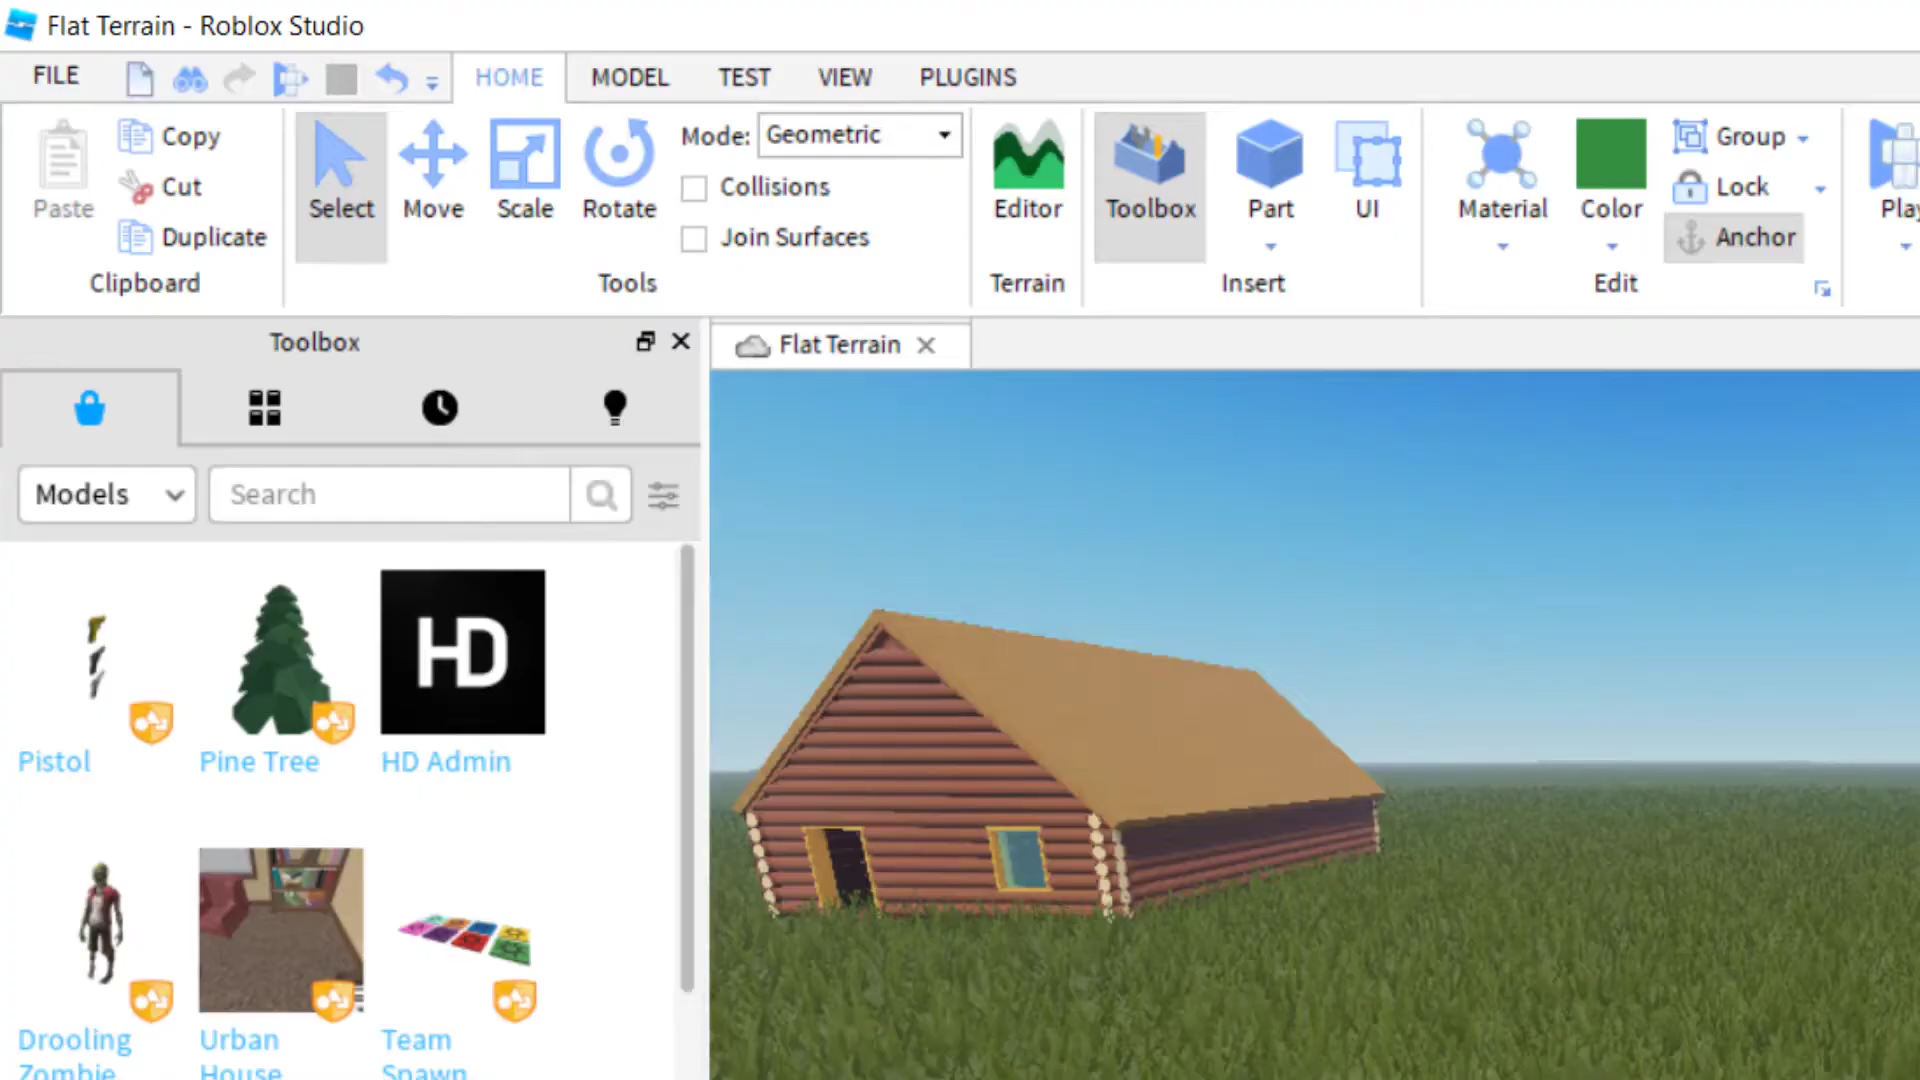 Flat Terrain - Roblox Studio
FILE
HOME
MODEL
TEST
VIEW
PLUGINS
Paste
Copy
Cut
Duplicate
Clipboard
Select
Move
Scale
Rotate
Mode: Geometric
Collisions
Join Surfaces
Tools
Editor
Terrain
Toolbox
Part
UI
Insert
Material
Color
Group
Lock
Anchor
Edit
Play
Toolbox
Flat Terrain
Models
Search
HD
Pistol
Pine Tree
HD Admin
Drooling
Zombie
Urban
House
Team
Spawn